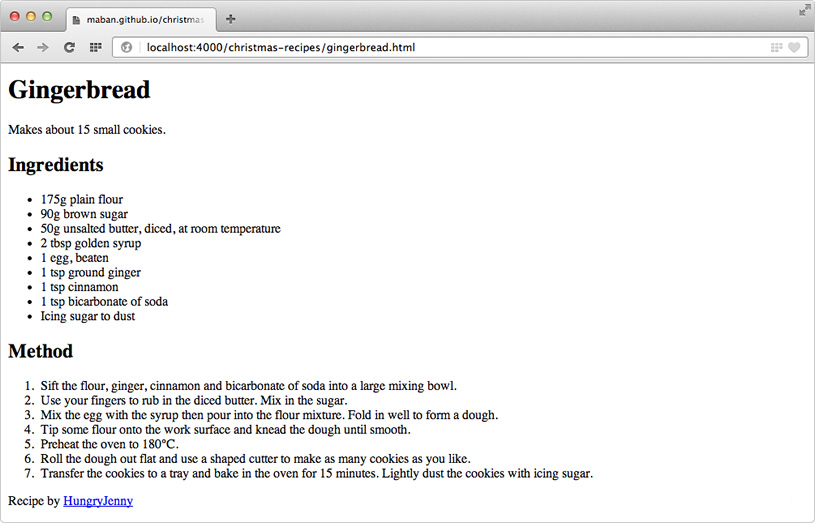 maban.github.io/christmas
localhost:4000/christmas-recipes/gingerbread.html
Gingerbread
Makes about 15 small cookies.
Ingredients
175g plain flour
90g brown sugar
50g unsalted butter, diced, at room temperature
2 tbsp golden syrup
1 egg, beaten
1 tsp ground ginger
1 tsp cinnamon
1 tsp bicarbonate of soda
Icing sugar to dust
Method
1. Sift the flour, ginger, cinnamon and bicarbonate of soda into a large mixing bowl.
2. Use your fingers to rub in the diced butter. Mix in the sugar.
3. Mix the egg with the syrup then pour into the flour mixture. Fold in well to form a dough.
4. Tip some flour onto the work surface and knead the dough until smooth.
5. Preheat the oven to 180ºC.
6. Roll the dough out flat and use a shaped cutter to make as many cookies as you like.
7. Transfer the cookies to a tray and bake in the oven for 15 minutes. Lightly dust the cookies with icing sugar.
Recipe by HungryJenny